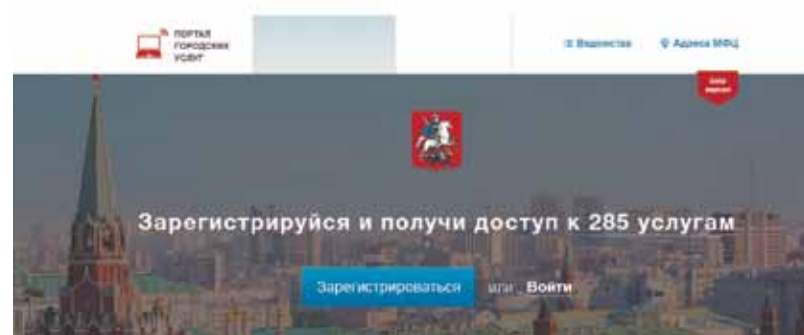 ПОРТАЛ
ГОРОДСКИХ
УСЛУГ
Ведомства
Адреса МФЦ
Зарегистрируйся и получи доступ к 285 услугам
Зарегистрироваться или Войти